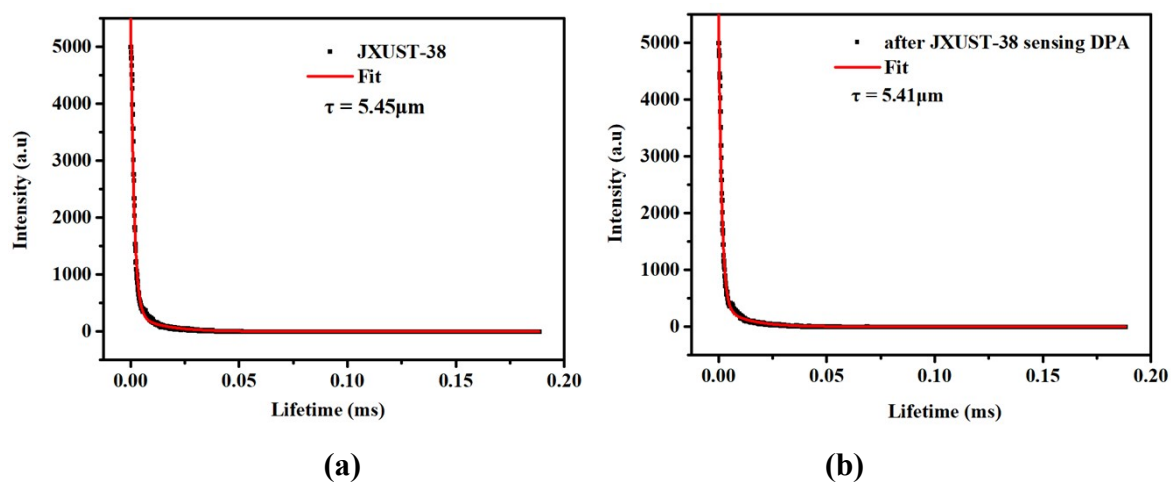 JXUST-38
Fit
τ = 5.45μm
Intensity (a.u)
5000
4000
3000
2000
1000
0
0.00 0.05 0.10 0.15 0.20
Lifetime (ms)
(a)
after JXUST-38 sensing DPA
Fit
τ = 5.41μm
Intensity (a.u)
5000
4000
3000
2000
1000
0
0.00 0.05 0.10 0.15 0.20
Lifetime (ms)
(b)